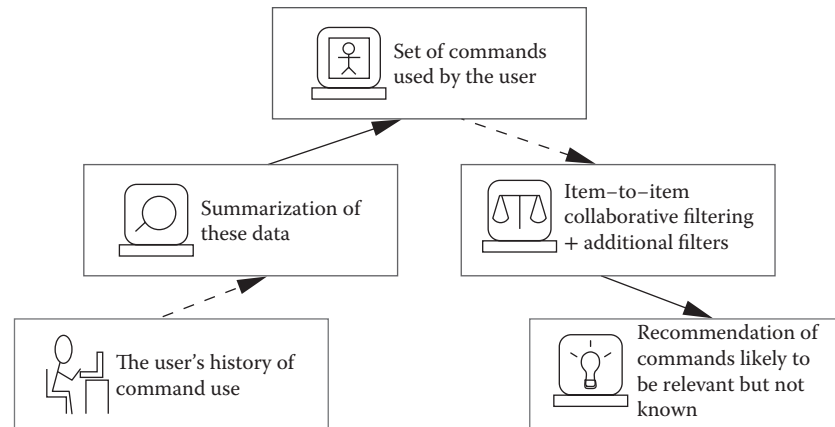 Set of commands
used by the user
Summarization of
these data
Item–to–item
collaborative filtering
+ additional filters
The user's history of
command use
Recommendation of
commands likely to
be relevant but not
known